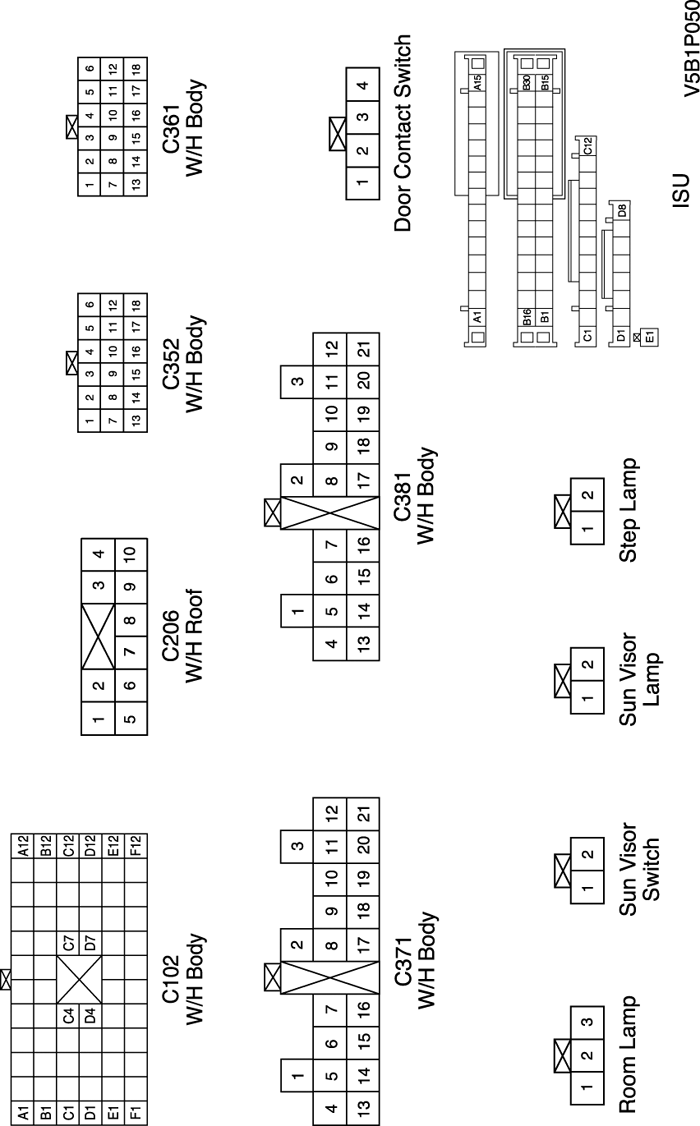 A1 A12
B1 B12
C1 C4 C7 C12
D1 D4 D7 D12
E1 E12
F1 F12
C102
W/H Body
1 2 3 4
5 6 7 8 9 10
C206
W/H Roof
1 2 3 4 5 6
7 8 9 10 11 12
13 14 15 16 17 18
C352
W/H Body
1 2 3 4 5 6
7 8 9 10 11 12
13 14 15 16 17 18
C361
W/H Body
1 2 3
4 5 6 7 8 9 10 11 12
13 14 15 16 17 18 19 20 21
C371
W/H Body
1 2 3
4 5 6 7 8 9 10 11 12
13 14 15 16 17 18 19 20 21
C381
W/H Body
1 2 3 4
Door Contact Switch
1 2 3
Room Lamp
1 2
Sun Visor
Switch
1 2
Sun Visor
Lamp
1 2
Step Lamp
A1 A15
B16 B30
B1 B15
C1 C12
D1 D8
E1
ISU
V5B1P050